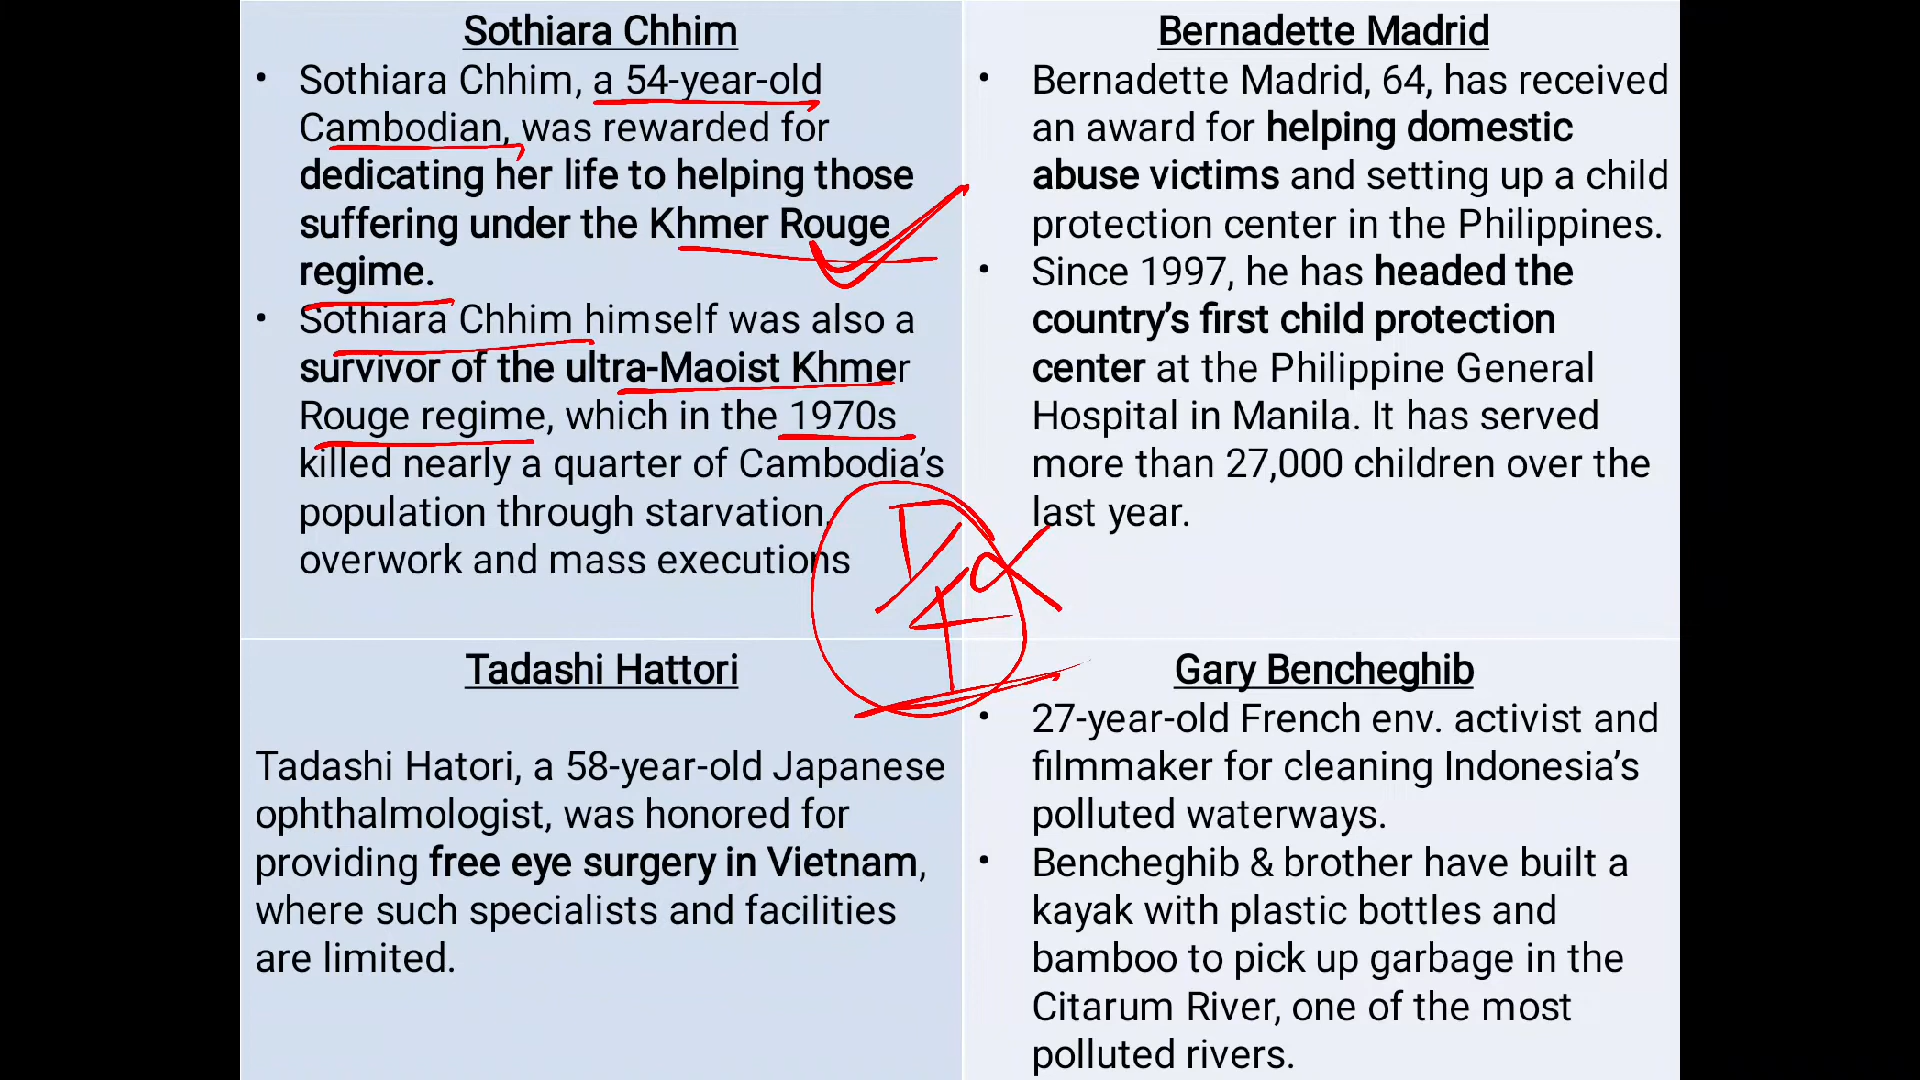 Sothiara Chhim
• Sothiara Chhim, a 54-year-old
Cambodian, was rewarded for
dedicating her life to helping those
suffering under the Khmer Rouge
regime.
• Sothiara Chhim himself was also a
survivor of the ultra-Maoist Khmer
Rouge regime, which in the 1970s
killed nearly a quarter of Cambodia’s
population through starvation,
overwork and mass executions
Bernadette Madrid
• Bernadette Madrid, 64, has received
an award for helping domestic
abuse victims and setting up a child
protection center in the Philippines.
• Since 1997, he has headed the
country’s first child protection
center at the Philippine General
Hospital in Manila. It has served
more than 27,000 children over the
last year.
Tadashi Hattori
Tadashi Hatori, a 58-year-old Japanese
ophthalmologist, was honored for
providing free eye surgery in Vietnam,
where such specialists and facilities
are limited.
Gary Bencheghib
• 27-year-old French env. activist and
filmmaker for cleaning Indonesia’s
polluted waterways.
• Bencheghib & brother have built a
kayak with plastic bottles and
bamboo to pick up garbage in the
Citarum River, one of the most
polluted rivers.